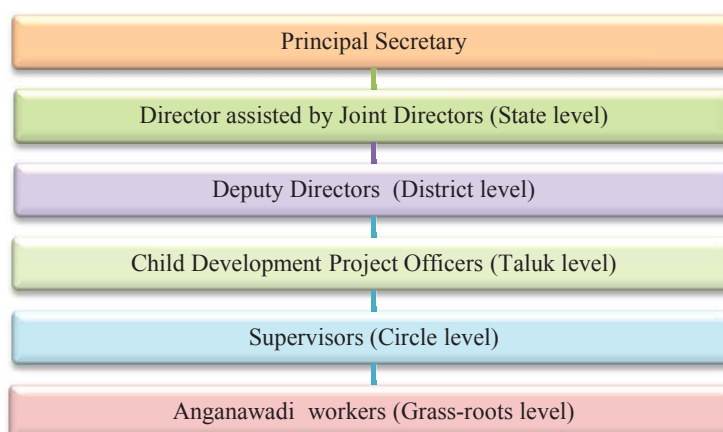 Principal Secretary
Director assisted by Joint Directors (State level)
Deputy Directors (District level)
Child Development Project Officers (Taluk level)
Supervisors (Circle level)
Anganawadi workers (Grass-roots level)